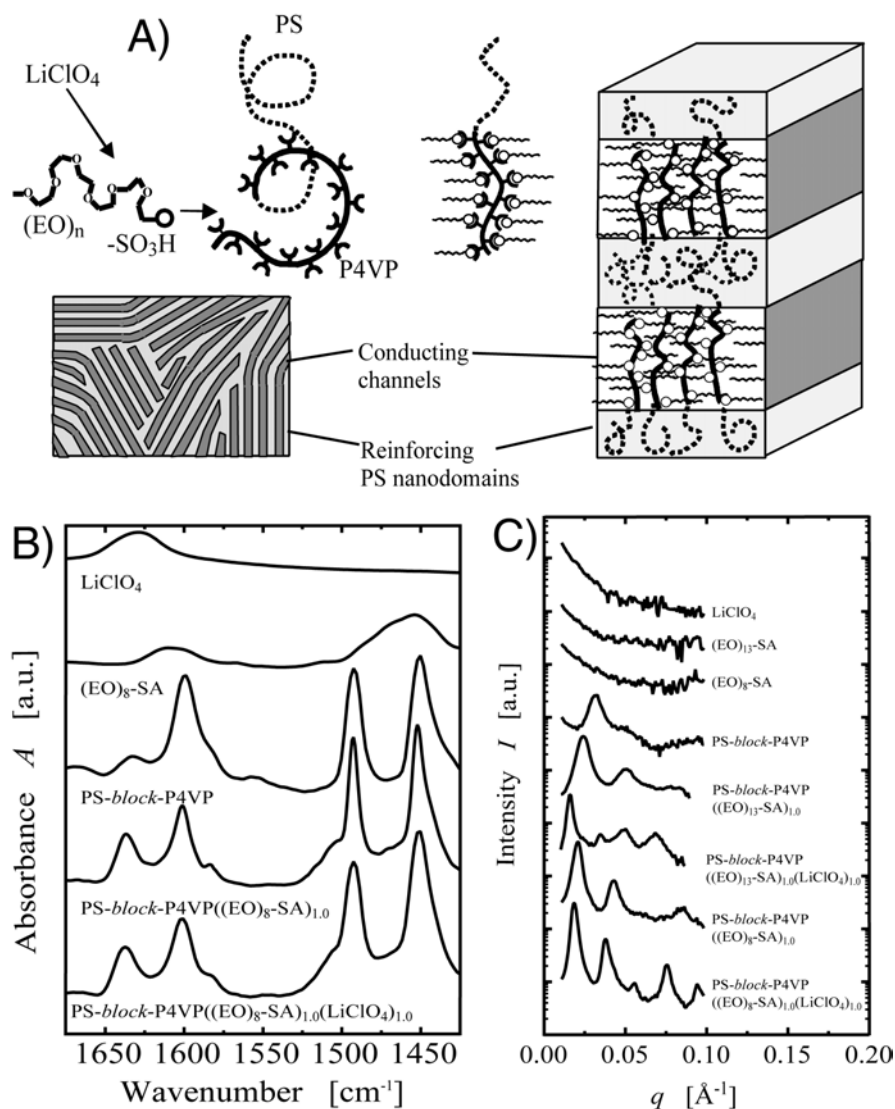 A)
PS
LiClO4
O O O O O
(EO)n
-SO3H
P4VP
Conducting
channels
Reinforcing
PS nanodomains
B)
Absorbance A [a.u.]
LiClO4
(EO)8-SA
PS-block-P4VP
PS-block-P4VP((EO)8-SA)1.0
PS-block-P4VP((EO)8-SA)1.0(LiClO4)1.0
1650 1600 1550 1500 1450
Wavenumber [cm-1]
C)
Intensity I [a.u.]
LiClO4
(EO)13-SA
(EO)8-SA
PS-block-P4VP
PS-block-P4VP
((EO)13-SA)1.0
PS-block-P4VP
((EO)13-SA)1.0(LiClO4)1.0
PS-block-P4VP
((EO)8-SA)1.0
PS-block-P4VP
((EO)8-SA)1.0(LiClO4)1.0
0.00 0.05 0.10 0.15 0.20
q [Å-1]